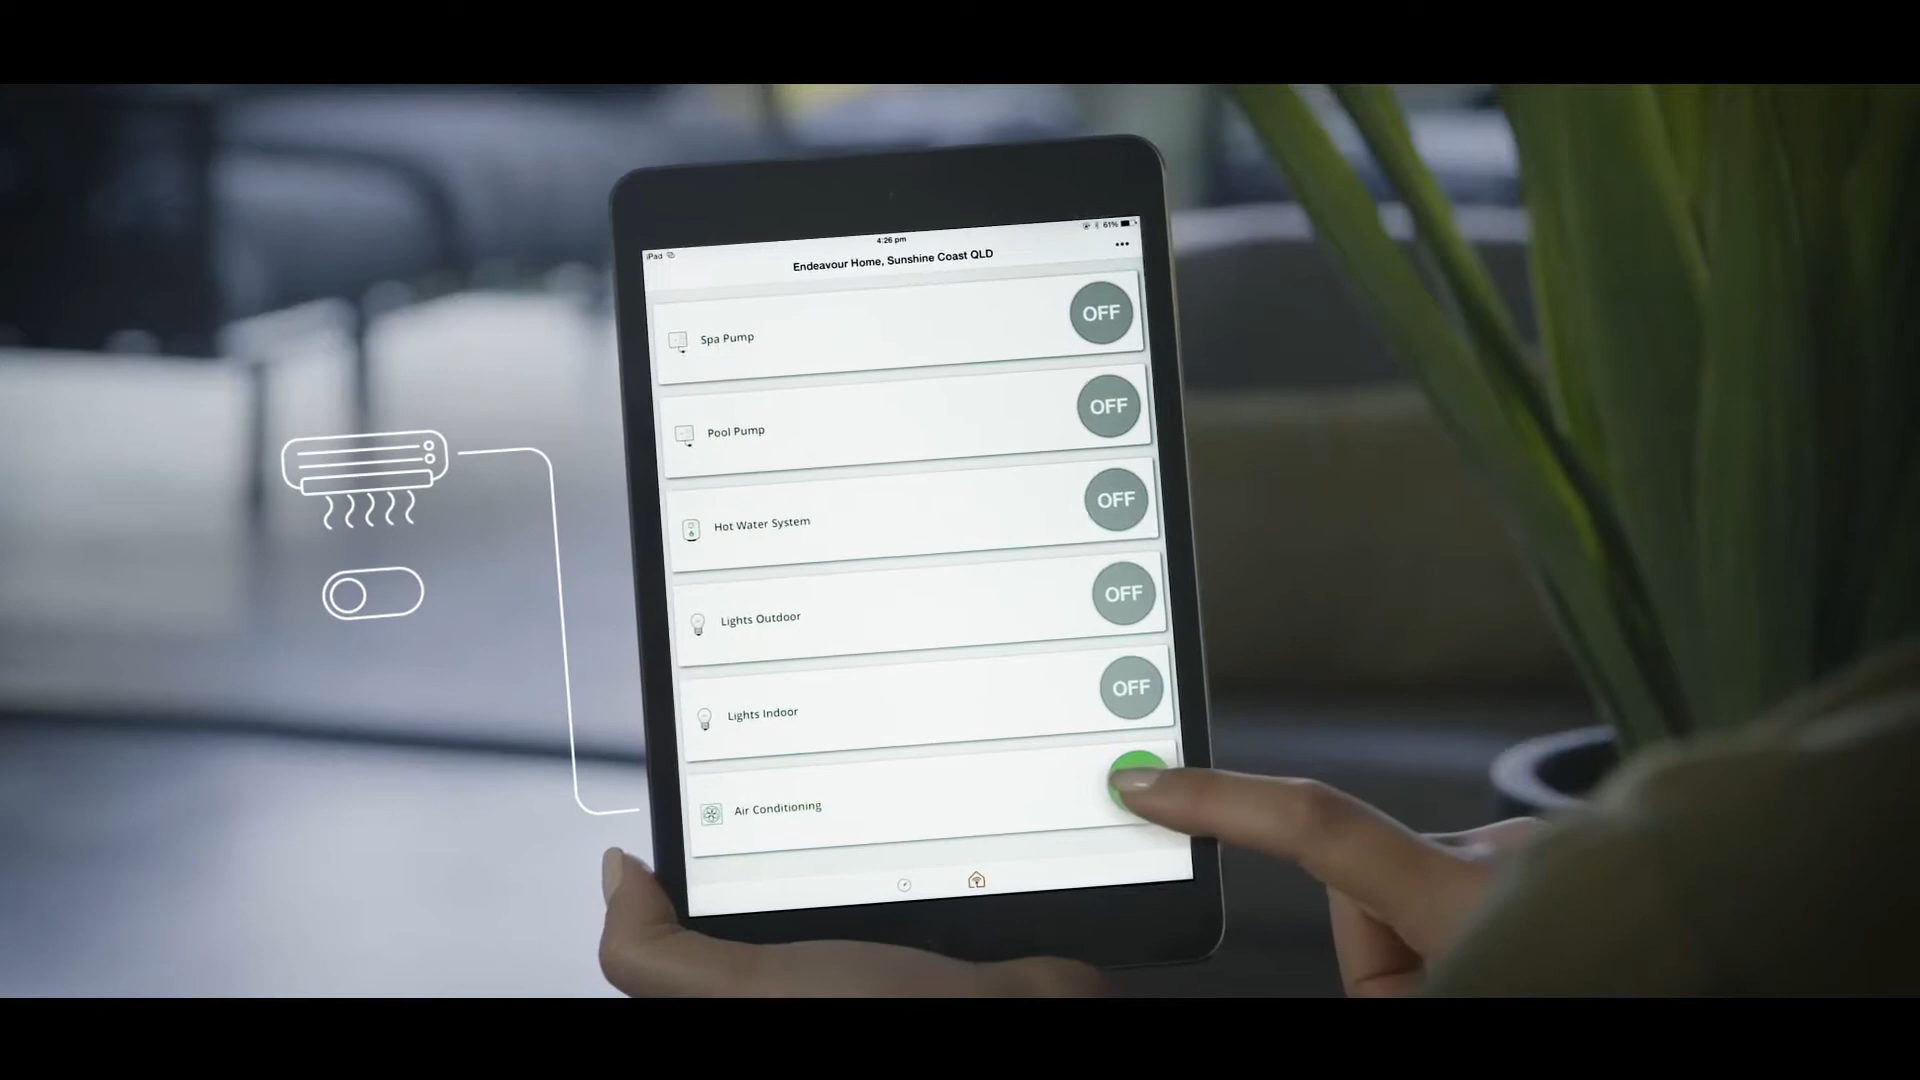 iPad
4:26 pm
61%
Endeavour Home, Sunshine Coast QLD
Spa Pump
OFF
Pool Pump
OFF
Hot Water System
OFF
Lights Outdoor
OFF
Lights Indoor
OFF
Air Conditioning